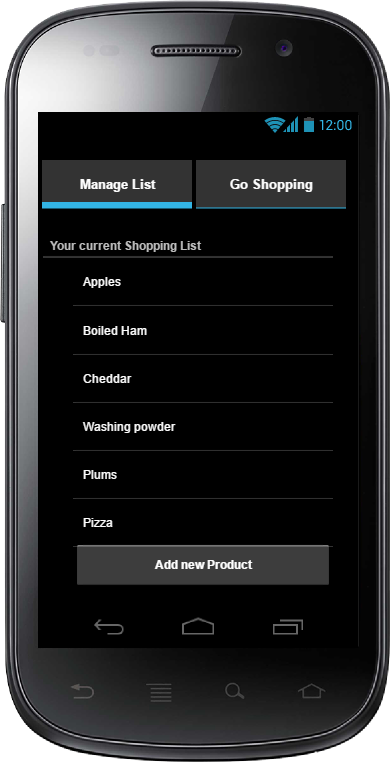 12:00
Manage List Go Shopping
Your current Shopping List
Apples
Boiled Ham
Cheddar
Washing powder
Plums
Pizza
Add new Product